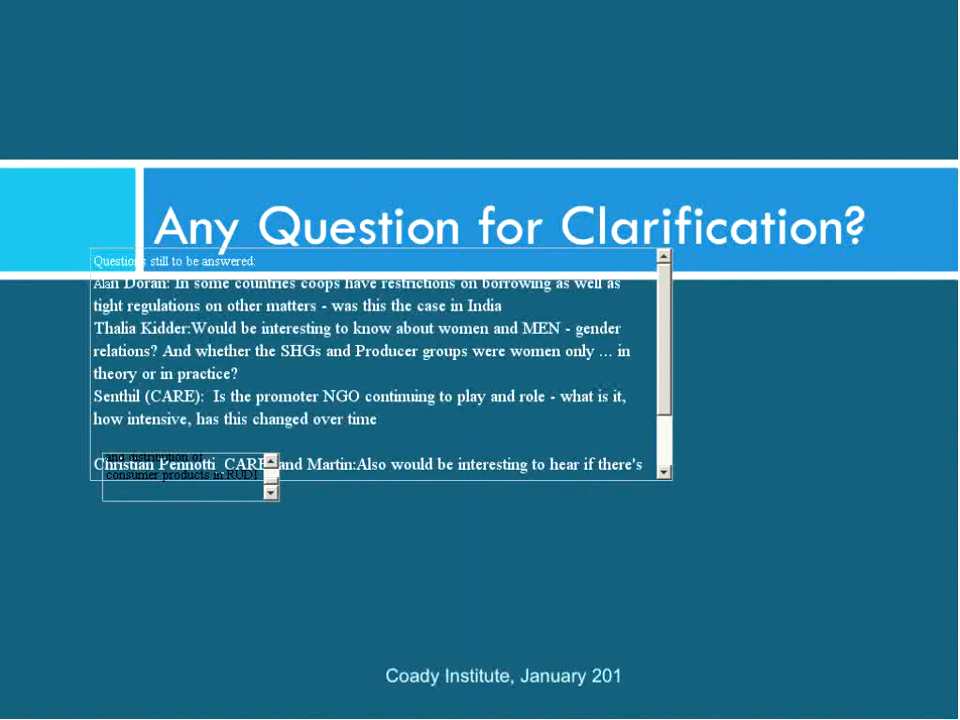 Any Question for Clarification?
Questions still to be answered:
Alan Doran: In some countries coops have restrictions on borrowing as well as
tight regulations on other matters - was this the case in India
Thalia Kidder:Would be interesting to know about women and MEN - gender
relations? And whether the SHGs and Producer groups were women only ... in
theory or in practice?
Senthil (CARE):  Is the promoter NGO continuing to play and role - what is it,
how intensive, has this changed over time
Christian Pennotti, CARE and Martin:Also would be interesting to hear if there's
and distribution of
consumer products in RUDI
Coady Institute, January 201